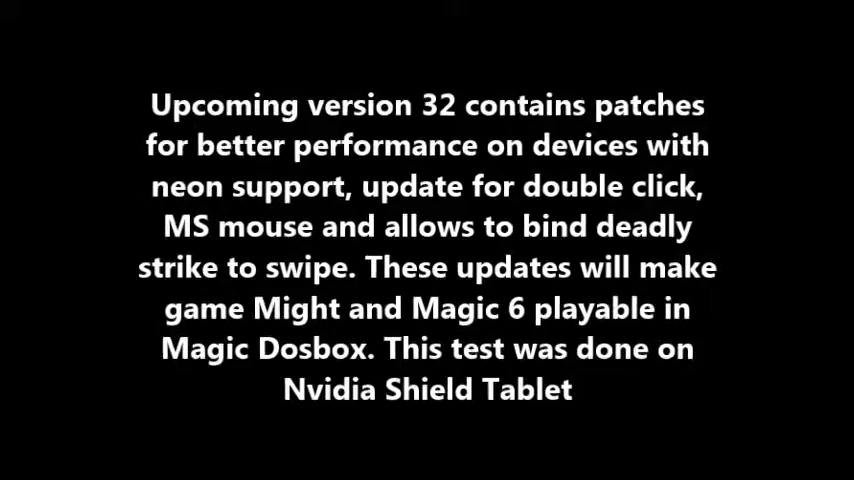 Upcoming version 32 contains patches
for better performance on devices with
neon support, update for double click,
MS mouse and allows to bind deadly
strike to swipe. These updates will make
game Might and Magic 6 playable in
Magic Dosbox. This test was done on
Nvidia Shield Tablet